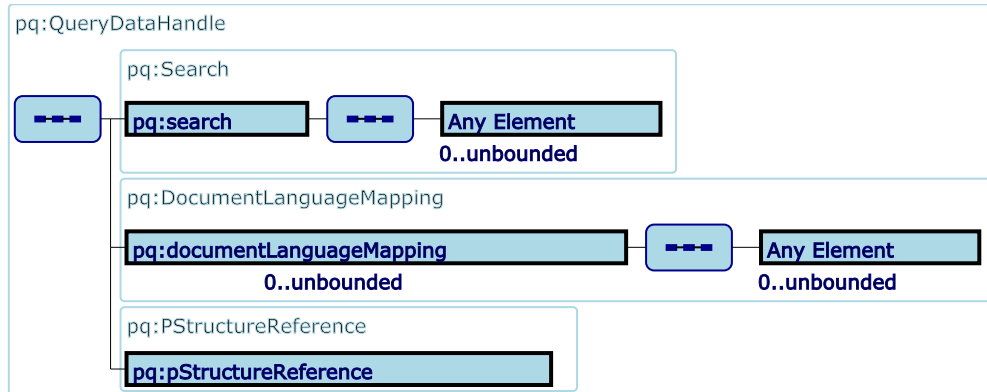 pq:QueryDataHandle
pq:Search
pq:search
Any Element
0..unbounded
pq:DocumentLanguageMapping
pq:documentLanguageMapping
Any Element
0..unbounded
0..unbounded
pq:PStructureReference
pq:pStructureReference